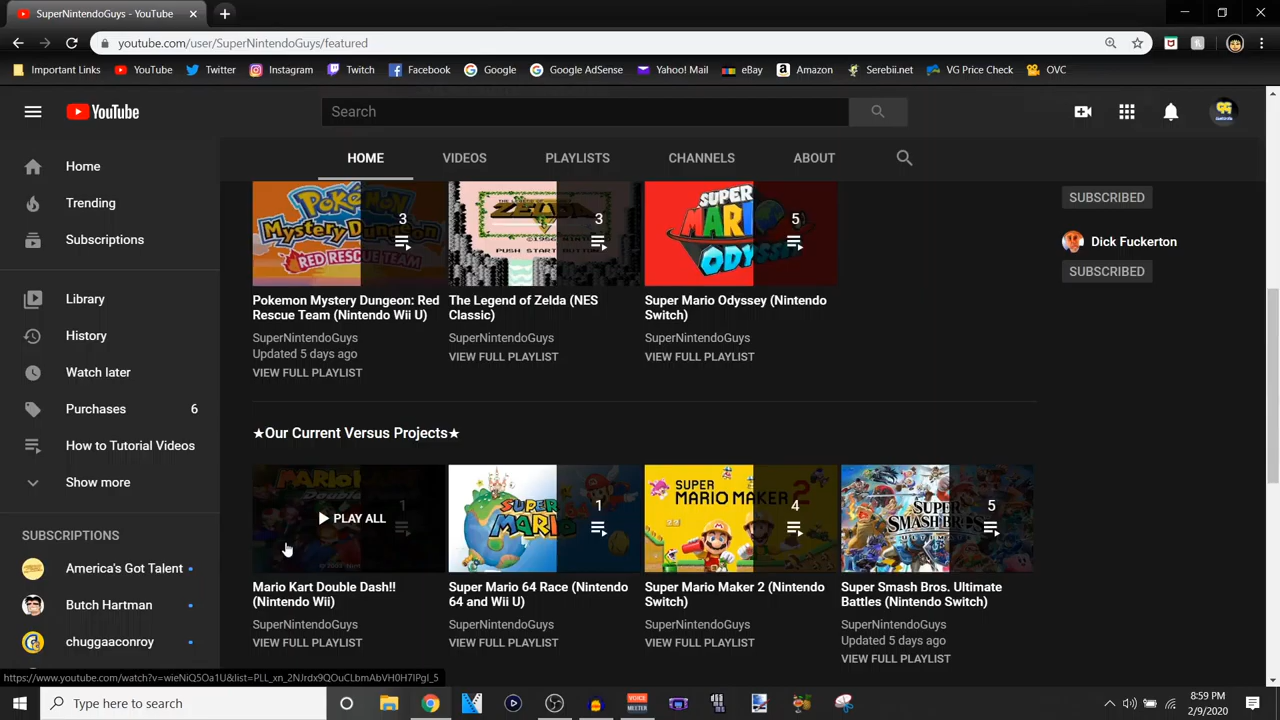 SuperNintendoGuys - YouTube
youtube.com/user/SuperNintendoGuys/featured
Important Links YouTube Twitter Instagram Twitch Facebook Google Google AdSense Yahoo! Mail eBay Amazon Serebii.net VG Price Check OVC
YouTube
Search
HOME VIDEOS PLAYLISTS CHANNELS ABOUT
Home
Trending
Subscriptions
Library
History
Watch later
Purchases 6
How to Tutorial Videos
Show more
SUBSCRIPTIONS
America's Got Talent
Butch Hartman
chuggaaconroy
3
3
5
Pokemon Mystery Dungeon: Red
Rescue Team (Nintendo Wii U)
SuperNintendoGuys
Updated 5 days ago
VIEW FULL PLAYLIST
The Legend of Zelda (NES
Classic)
SuperNintendoGuys
VIEW FULL PLAYLIST
Super Mario Odyssey (Nintendo
Switch)
SuperNintendoGuys
VIEW FULL PLAYLIST
SUBSCRIBED
Dick Fuckerton
SUBSCRIBED
★Our Current Versus Projects★
PLAY ALL
1
1
4
5
Mario Kart Double Dash!!
(Nintendo Wii)
SuperNintendoGuys
VIEW FULL PLAYLIST
Super Mario 64 Race (Nintendo
64 and Wii U)
SuperNintendoGuys
VIEW FULL PLAYLIST
SUPER
MARIO MAKER 2
Super Mario Maker 2 (Nintendo
Switch)
SuperNintendoGuys
VIEW FULL PLAYLIST
Super Smash Bros. Ultimate
Battles (Nintendo Switch)
SuperNintendoGuys
Updated 5 days ago
VIEW FULL PLAYLIST
Type here to search
8:59 PM
2/9/2020